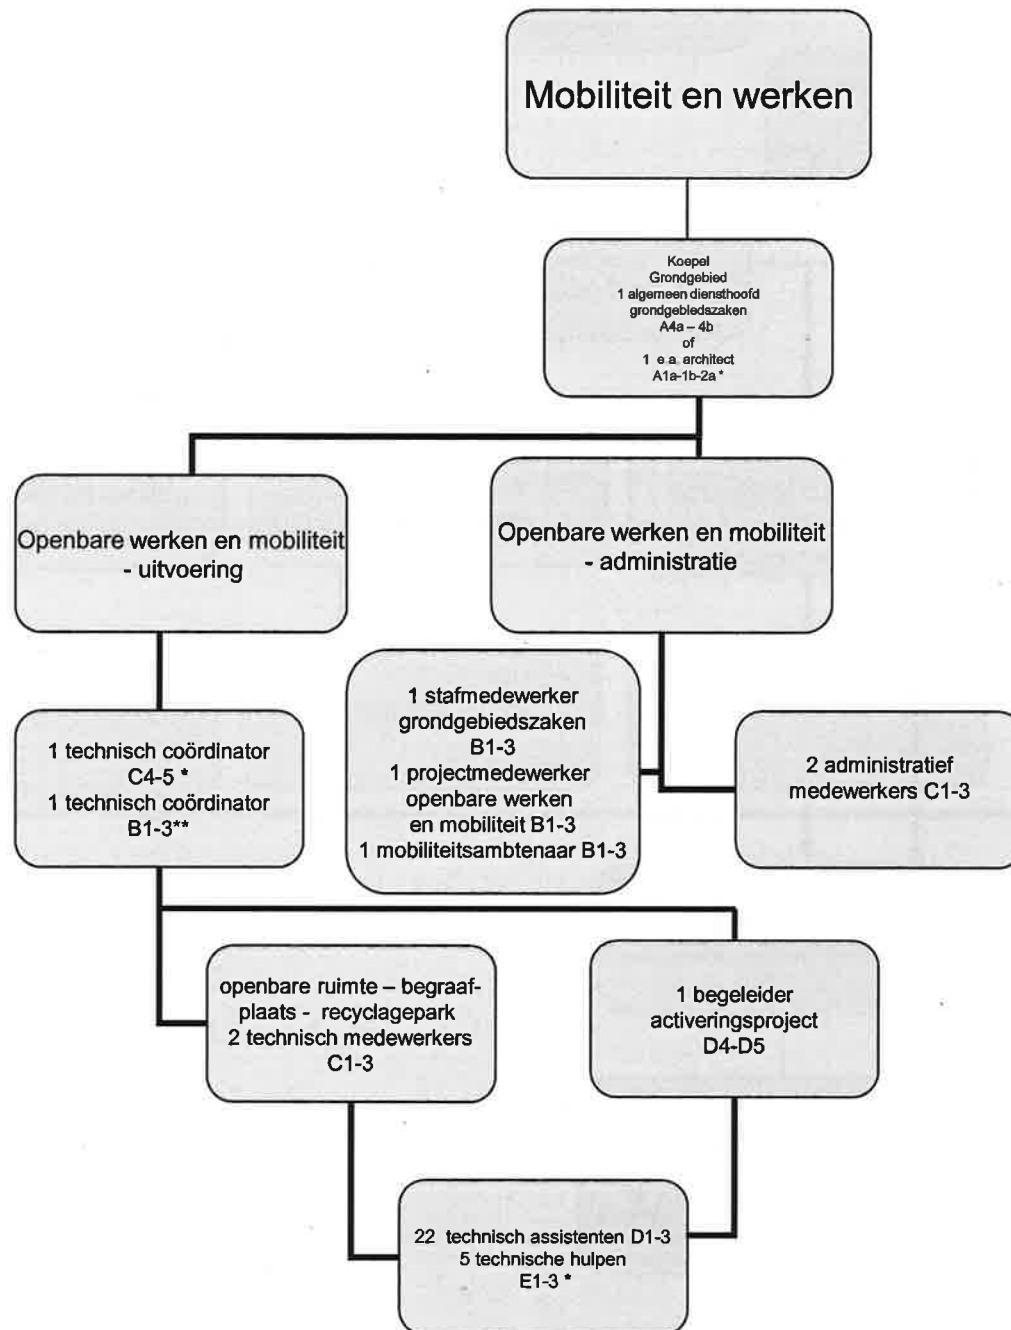 Mobiliteit en werken
Koepel
Grondgebied
1 algemeen diensthoofd
grondgebiedszaken
A4a – 4b
of
1 e a architect
A1a-1b-2a *
Openbare werken en mobiliteit
- uitvoering
Openbare werken en mobiliteit
- administratie
1 technisch coördinator
C4-5 *
1 technisch coördinator
B1-3**
1 stafmedewerker
grondgebiedszaken
B1-3
1 projectmedewerker
openbare werken
en mobiliteit B1-3
1 mobiliteitsambtenaar B1-3
2 administratief
medewerkers C1-3
openbare ruimte – begraaf-
plaats - recyclagepark
2 technisch medewerkers
C1-3
1 begeleider
activeringsproject
D4-D5
22 technisch assistenten D1-3
5 technische hulpen
E1-3 *